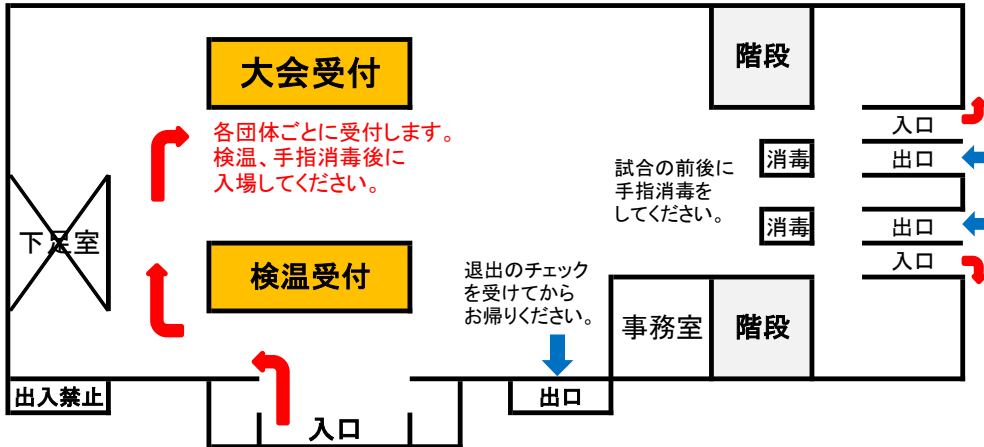 大会受付
各団体ごとに受付します。
検温、手指消毒後に
入場してください。
階段
入口
出口
消毒
試合の前後に
手指消毒を
してください。
消毒
出口
入口
下足室
検温受付
退出のチェック
を受けてから
お帰りください。
事務室
階段
出入禁止
入口
出口